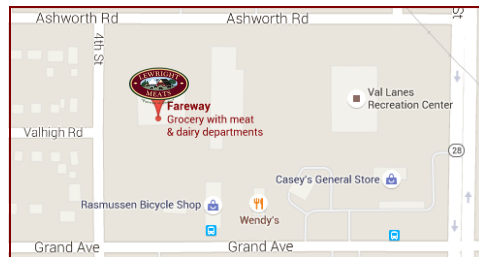 Ashworth Rd
Ashworth Rd
St
4th St
LEWRIGHT
MEATS
Fareway
Grocery with meat
& dairy departments
Val Lanes
Recreation Center
Valhigh Rd
28
Casey's General Store
Rasmussen Bicycle Shop
Wendy's
Grand Ave
Grand Ave